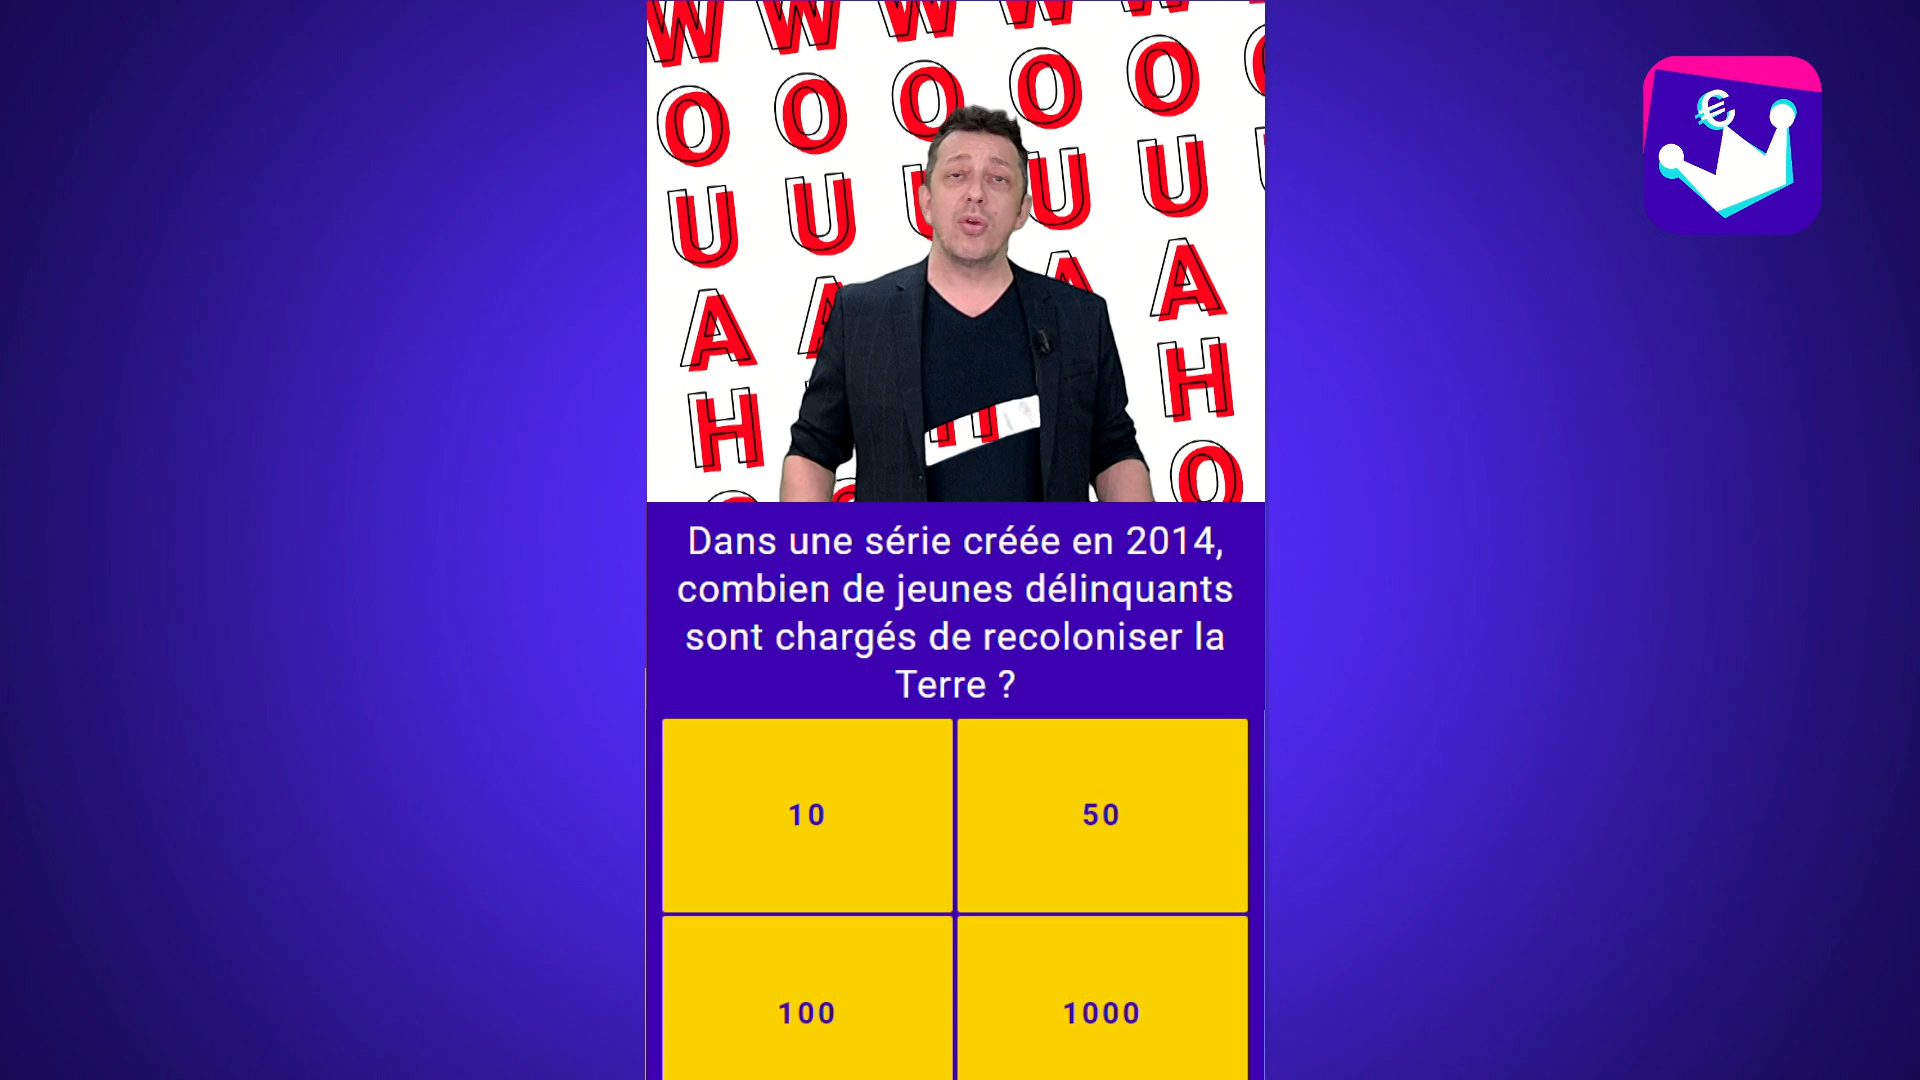 W W W W W W
O O O O O
U U U U U
A A A A
H H H
O O
Dans une série créée en 2014,
combien de jeunes délinquants
sont chargés de recoloniser la
Terre ?
10
50
100
1000